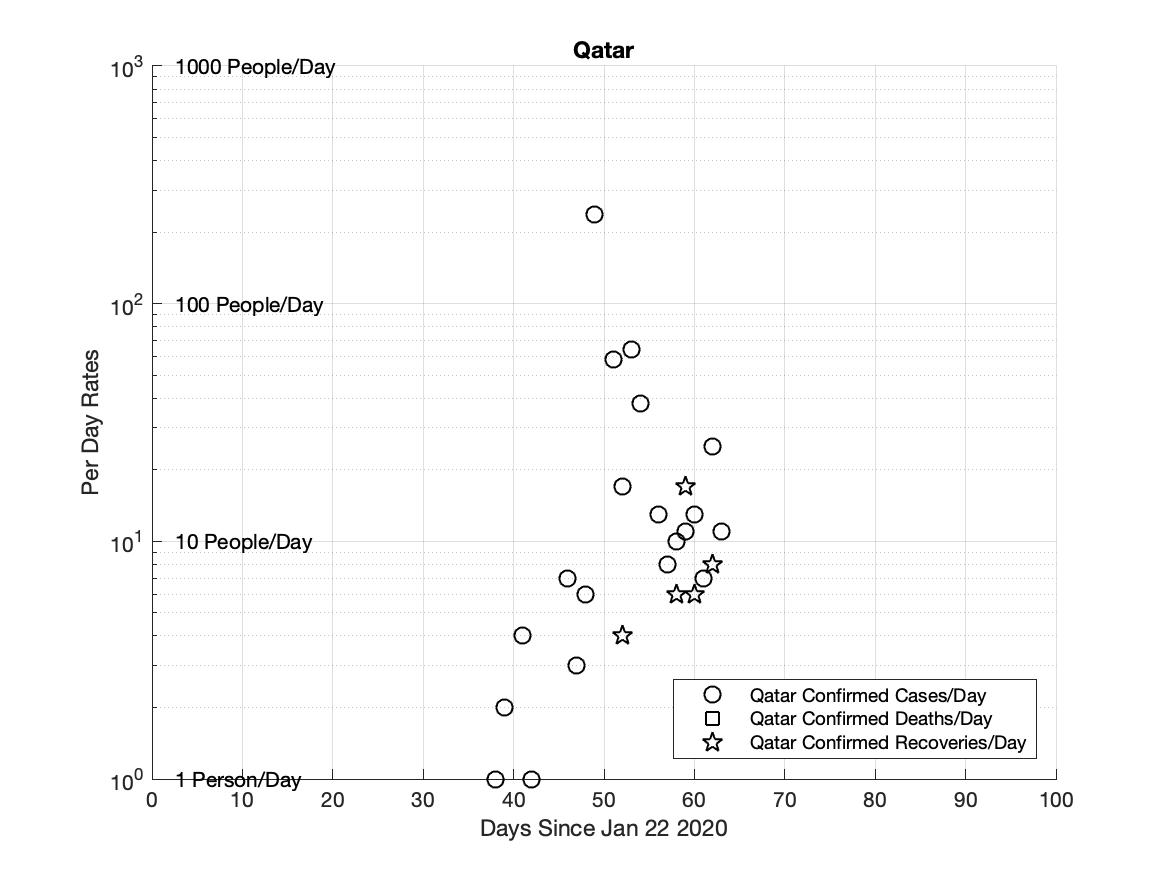 Qatar
10^3
1000 People/Day
10^2
100 People/Day
Per Day Rates
10^1
10 People/Day
Qatar Confirmed Cases/Day
Qatar Confirmed Deaths/Day
Qatar Confirmed Recoveries/Day
10^0
1 Person/Day
0 10 20 30 40 50 60 70 80 90 100
Days Since Jan 22 2020